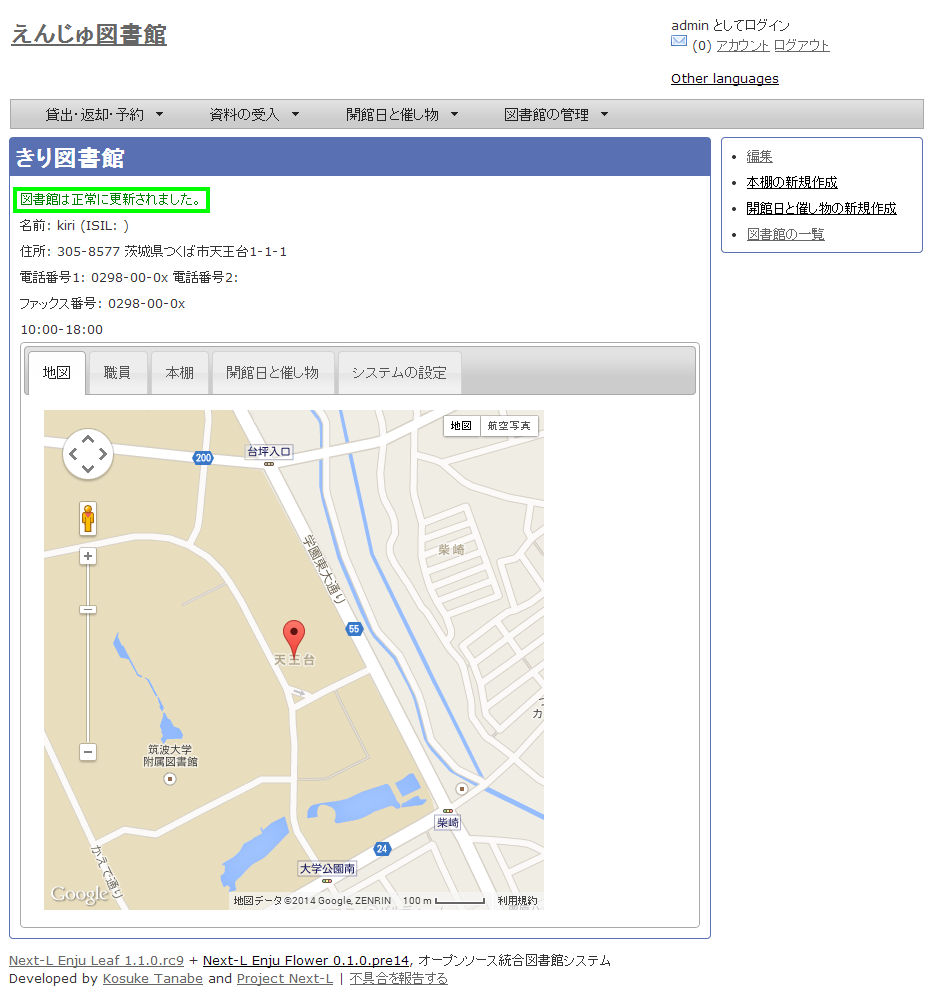 えんじゅ図書館
admin としてログイン
(0) アカウント ログアウト
Other languages
貸出・返却・予約 ▼ 資料の受入 ▼ 開館日と催し物 ▼ 図書館の管理 ▼
きり図書館
図書館は正常に更新されました。
名前: kiri (ISIL: )
住所: 305-8577 茨城県つくば市天王台1-1-1
電話番号1: 0298-00-0x 電話番号2:
ファックス番号: 0298-00-0x
10:00-18:00
編集
本棚の新規作成
開館日と催し物の新規作成
図書館の一覧
地図 職員 本棚 開館日と催し物 システムの設定
地図 航空写真
台坪入口
200
学園東大通り
柴崎
55
天王台
つ
カ
筑波大学
附属図書館
柴崎
24
大学公園南
かえで通り
Google
地図データ ©2014 Google, ZENRIN 100 m 利用規約
Next-L Enju Leaf 1.1.0.rc9 + Next-L Enju Flower 0.1.0.pre14, オープンソース統合図書館システム
Developed by Kosuke Tanabe and Project Next-L | 不具合を報告する